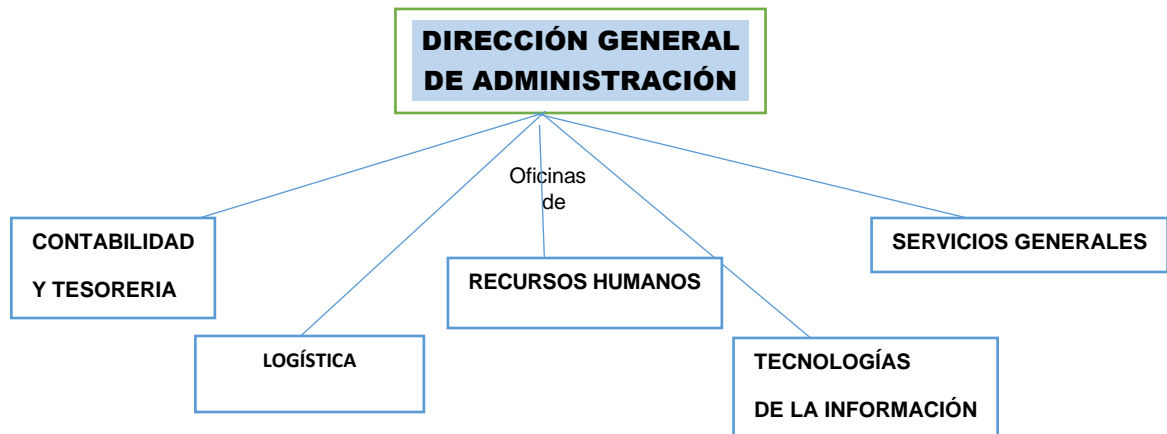 DIRECCIÓN GENERAL
DE ADMINISTRACIÓN
Oficinas
de
CONTABILIDAD
Y TESORERIA
LOGÍSTICA
RECURSOS HUMANOS
TECNOLOGÍAS
DE LA INFORMACIÓN
SERVICIOS GENERALES